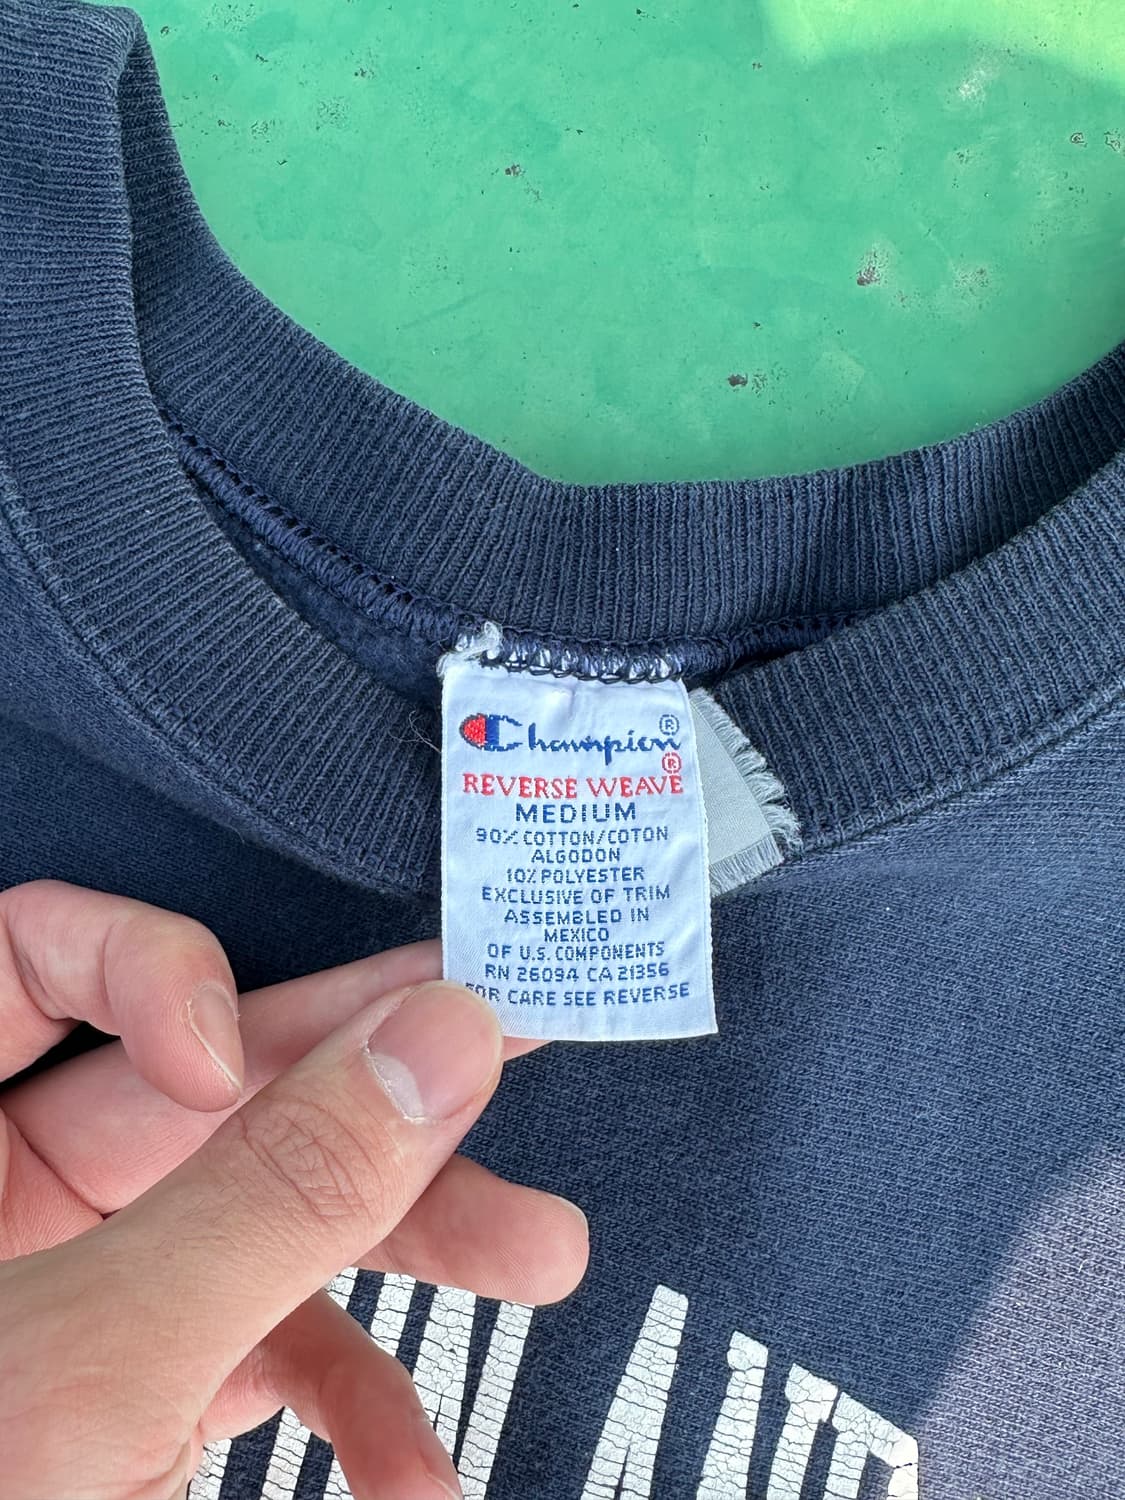 Champion®
REVERSE WEAVE®
MEDIUM
90% COTTON/COTON
ALGODON
10% POLYESTER
EXCLUSIVE OF TRIM
ASSEMBLED IN
MEXICO
OF U.S. COMPONENTS
RN 26094 CA 21356
FOR CARE SEE REVERSE